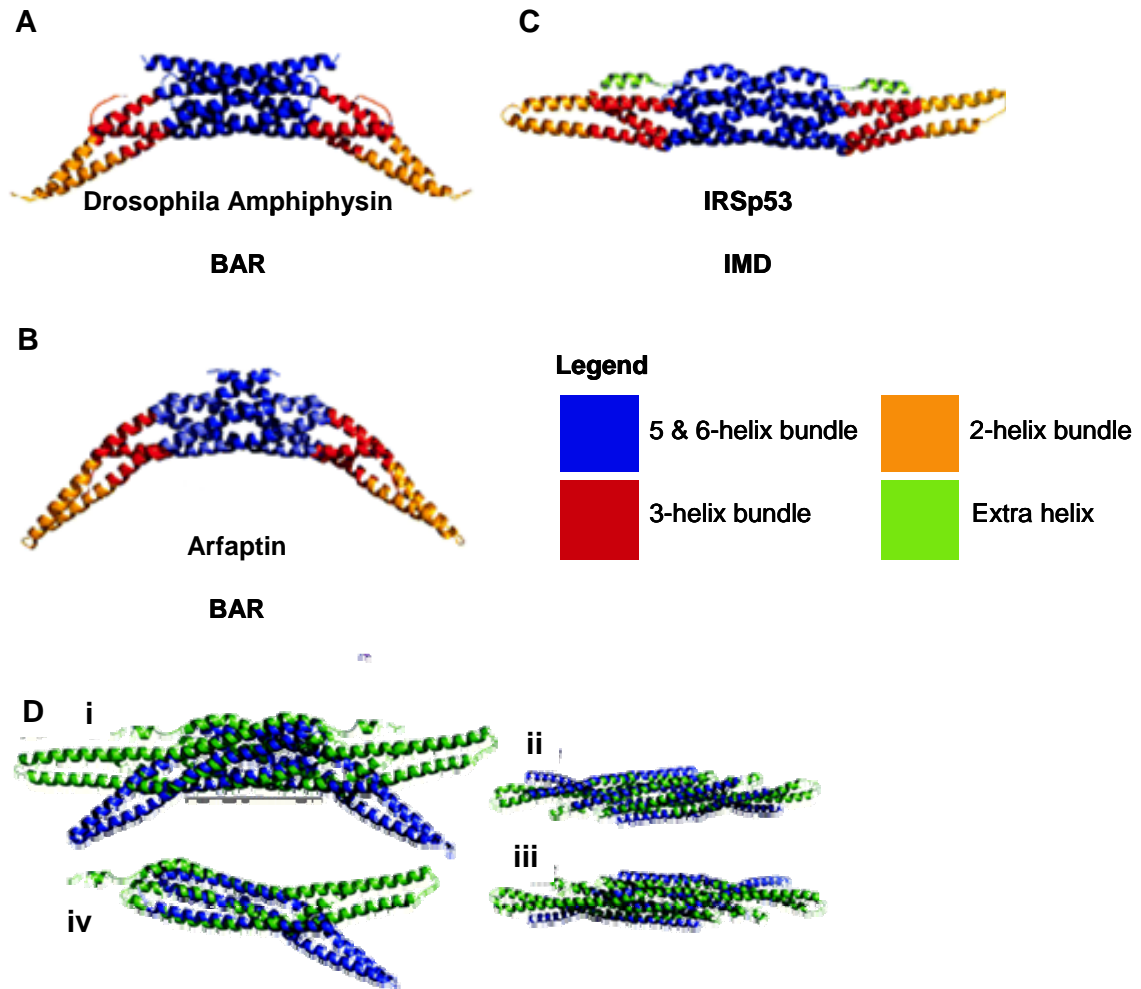 A
C
Drosophila Amphiphysin
BAR
IRSp53
IMD
B
Arfaptin
BAR
Legend
5 & 6-helix bundle
2-helix bundle
3-helix bundle
Extra helix
D
i
ii
iii
iv